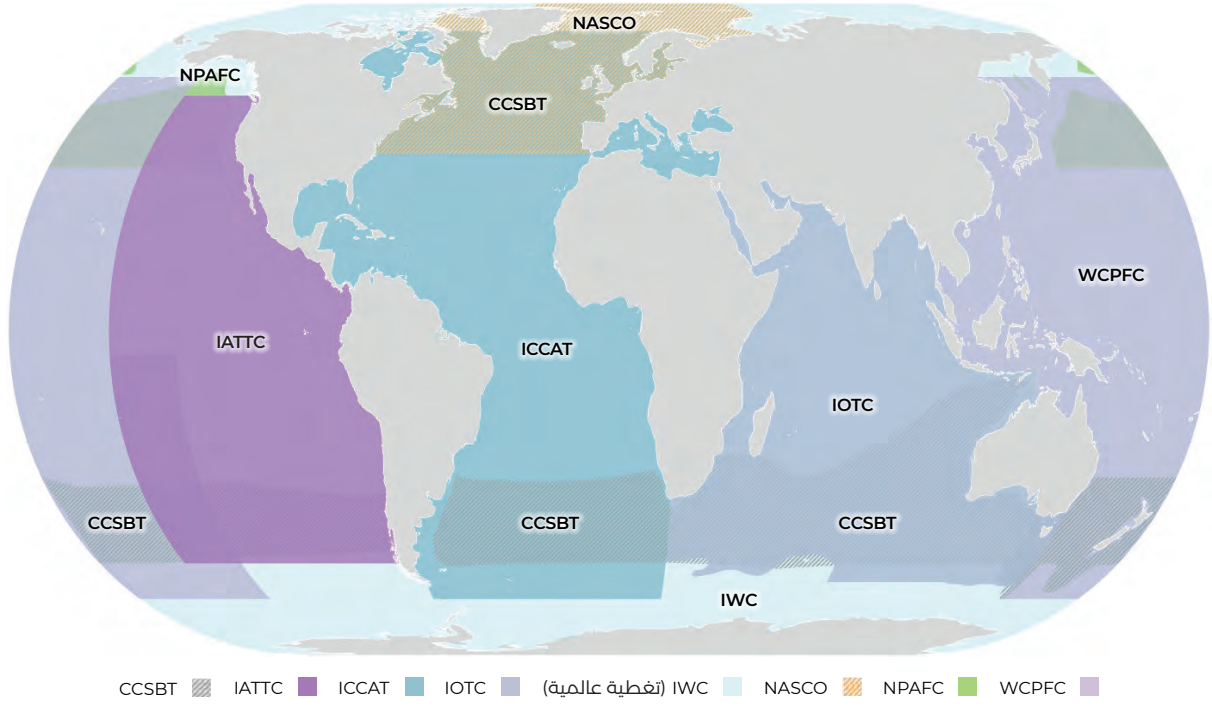 NASCO
NPAFC
CCSBT
WCPFC
IATTC
ICCAT
IOTC
CCSBT
CCSBT
CCSBT
IWC
CCSBT IATTC ICCAT IOTC IWC (تغطية عالمية) NASCO NPAFC WCPFC